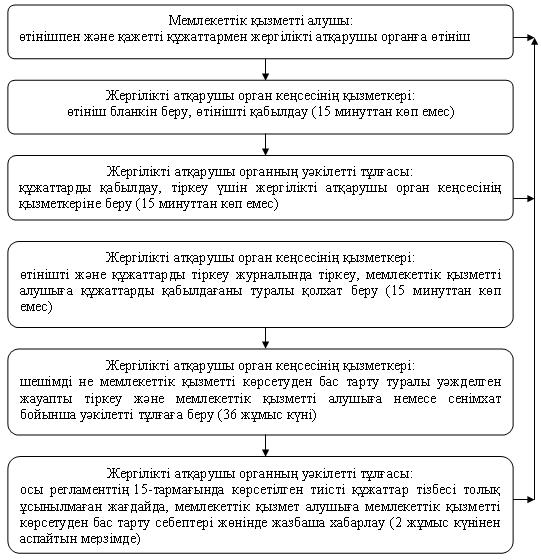 Мемлекеттік қызметті алушы:
өтінішпен және қажетті құжаттармен жергілікті атқарушы органға өтініш
Жергілікті атқарушы орган кеңсесінің қызметкері:
өтініш бланкін беру, өтінішті қабылдау (15 минуттан көп емес)
Жергілікті атқарушы органның уәкілетті тұлғасы:
құжаттарды қабылдау, тіркеу үшін жергілікті атқарушы орган кеңсесінің
қызметкеріне беру (15 минуттан көп емес)
Жергілікті атқарушы орган кеңсесінің қызметкері:
өтінішті және құжаттарды тіркеу журналында тіркеу, мемлекеттік қызметті
алушыға құжаттарды қабылдағаны туралы қолхат беру (15 минуттан көп
емес)
Жергілікті атқарушы орган кеңсесінің қызметкері:
шешімді не мемлекеттік қызметті көрсетуден бас тарту туралы уәжделген
жауапты тіркеу және мемлекеттік қызметті алушыға немесе сенімхат
бойынша уәкілетті тұлғаға беру (36 жұмыс күні)
Жергілікті атқарушы органның уәкілетті тұлғасы:
осы регламенттің 15-тармағында көрсетілген тиісті құжаттар тізбесі толық
ұсынылмаған жағдайда, мемлекеттік қызмет алушыға мемлекеттік қызметті
көрсетуден бас тарту себептері жөнінде жазбаша хабарлау (2 жұмыс күнінен
аспайтын мерзімде)